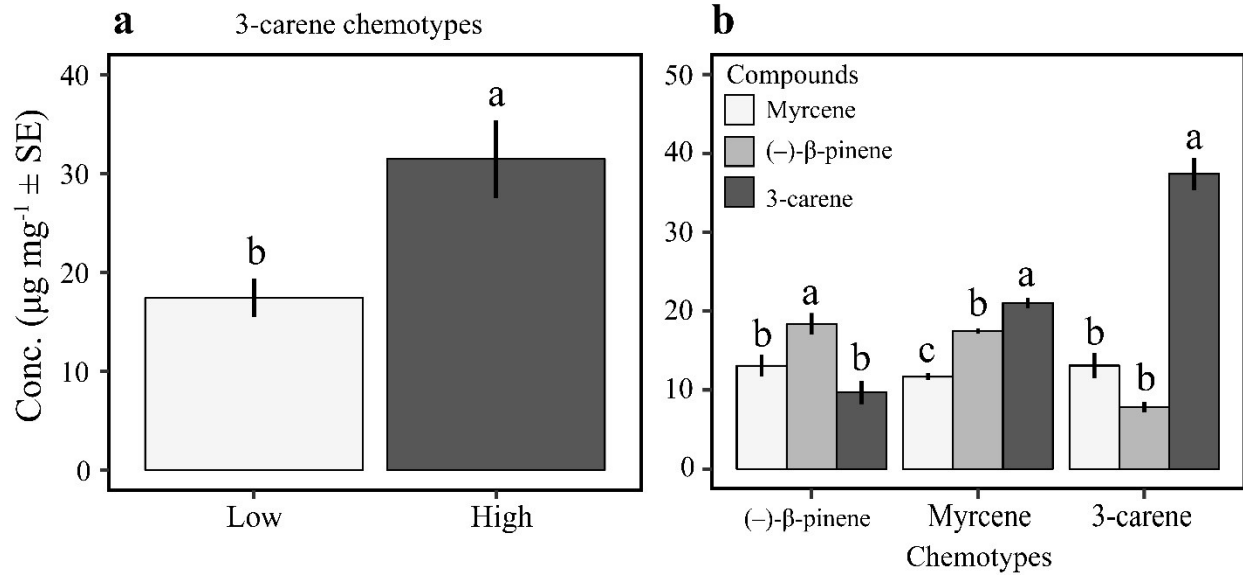 a 3-carene chemotypes
Conc. (µg mg⁻¹ ± SE)
40
30
20
10
0
b
a
Low
High
b
50
40
30
20
10
0
Compounds
Myrcene
(–)-β-pinene
3-carene
b
a
b
c
b
a
b
b
a
(–)-β-pinene
Myrcene
3-carene
Chemotypes